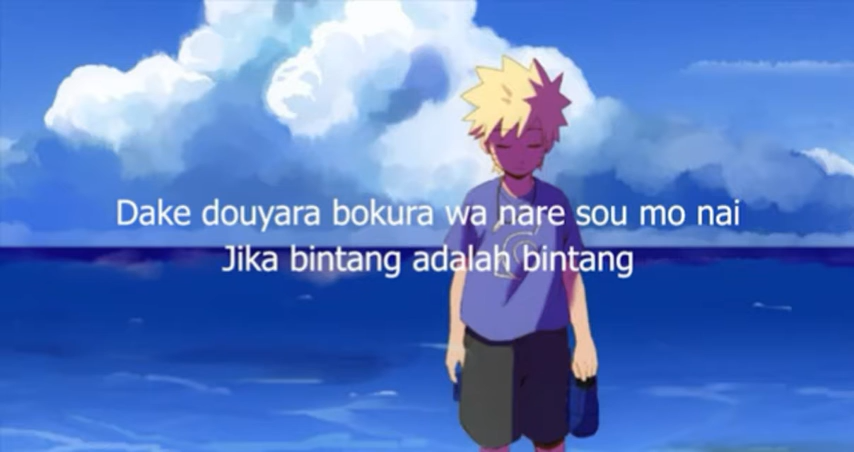 Dake douyara bokura wa nare sou mo nai
Jika bintang adalah bintang